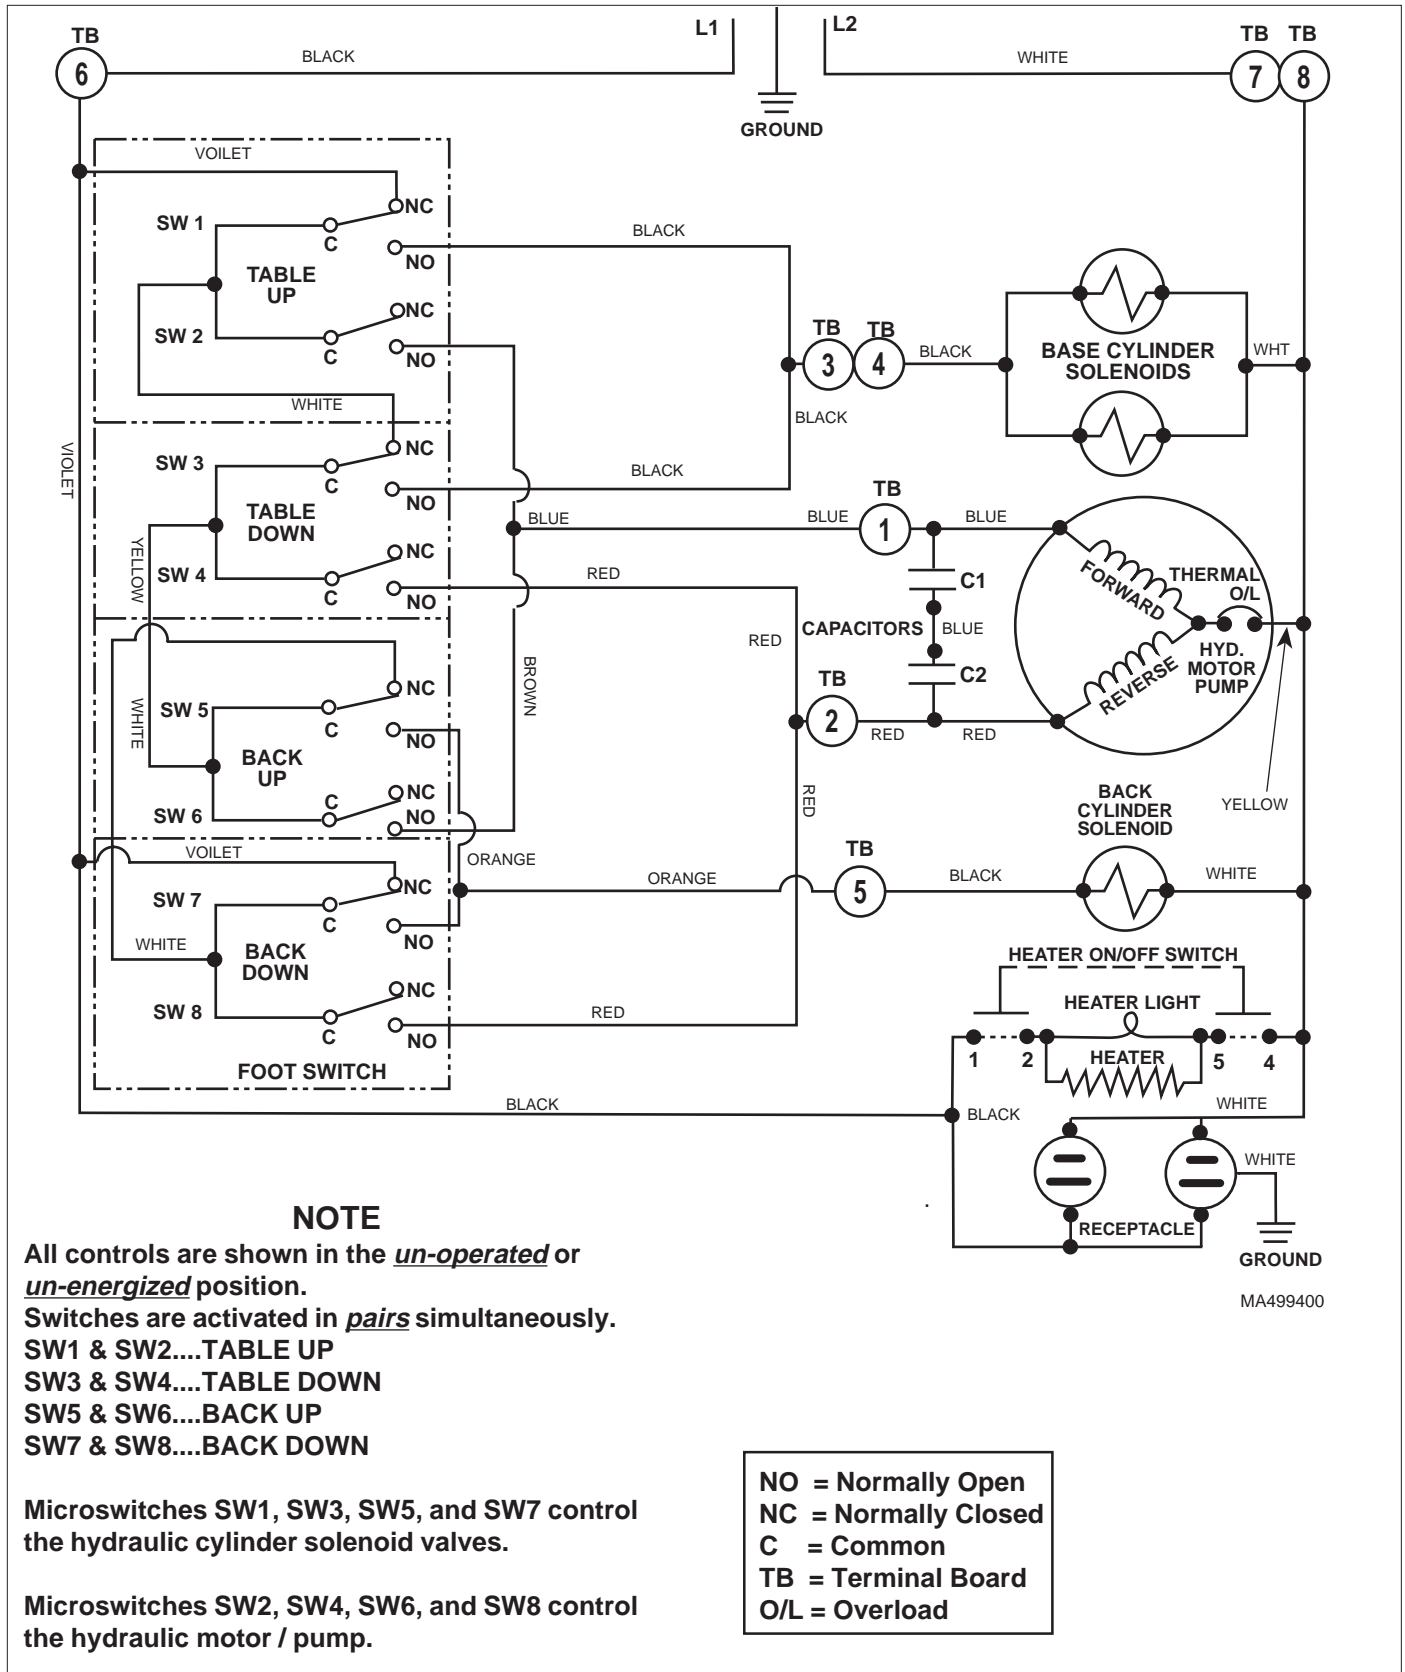 L1
L2
TB
TB
TB
6
BLACK
WHITE
7
8
GROUND
VOILET
NC
SW 1
C
BLACK
NO
TABLE
UP
NC
SW 2
C
NO
TB
TB
3
4
BLACK
BASE CYLINDER
SOLENOIDS
WHT
WHITE
BLACK
VIOLET
NC
SW 3
C
BLACK
NO
TABLE
DOWN
TB
BLUE
BLUE
1
BLUE
YELLOW
NC
SW 4
C
RED
NO
C1
FORWARD
THERMAL
O/L
CAPACITORS
BLUE
RED
HYD.
MOTOR
PUMP
REVERSE
BROWN
C2
TB
NC
SW 5
C
WHITE
NO
2
RED
RED
BACK
UP
NC
C
NO
SW 6
RED
BACK
CYLINDER
SOLENOID
YELLOW
VOILET
ORANGE
TB
NC
ORANGE
5
BLACK
WHITE
SW 7
C
NO
WHITE
BACK
DOWN
HEATER ON/OFF SWITCH
NC
SW 8
C
RED
NO
HEATER LIGHT
1
2
HEATER
5
4
FOOT SWITCH
BLACK
BLACK
WHITE
WHITE
RECEPTACLE
GROUND
MA499400
NOTE
All controls are shown in the un-operated or
un-energized position.
Switches are activated in pairs simultaneously.
SW1 & SW2....TABLE UP
SW3 & SW4....TABLE DOWN
SW5 & SW6....BACK UP
SW7 & SW8....BACK DOWN
Microswitches SW1, SW3, SW5, and SW7 control
the hydraulic cylinder solenoid valves.
Microswitches SW2, SW4, SW6, and SW8 control
the hydraulic motor / pump.
NO = Normally Open
NC = Normally Closed
C = Common
TB = Terminal Board
O/L = Overload